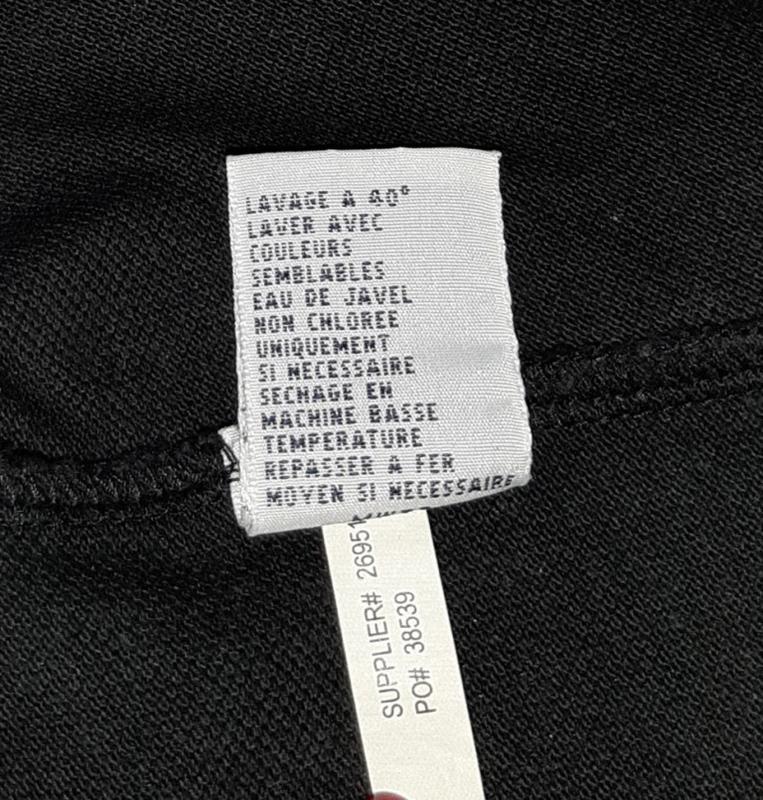 LAVAGE A 40°
LAVER AVEC
COULEURS
SEMBLABLES
EAU DE JAVEL
NON CHLOREE
UNIQUEMENT
SI NECESSAIRE
SECHAGE EN
MACHINE BASSE
TEMPERATURE
REPASSER A FER
MOYEN SI NECESSAIRE
SUPPLIER# 26951
PO# 38539